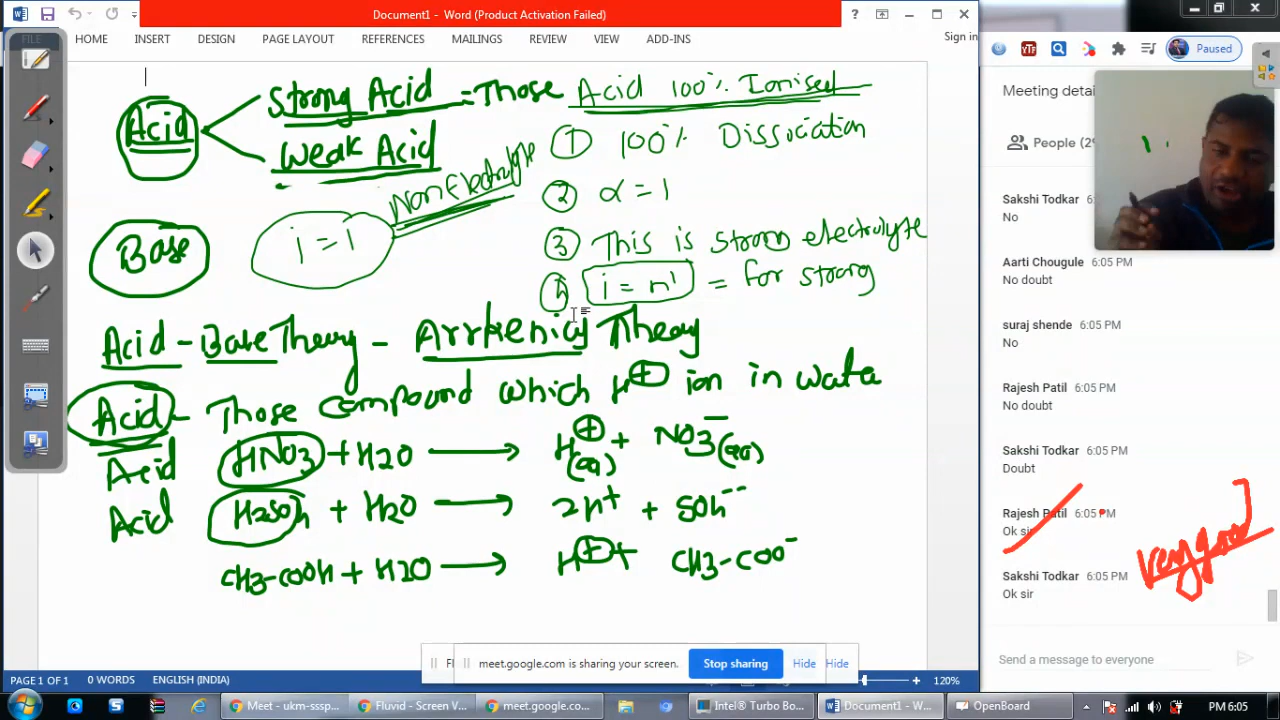 Document1 - Word (Product Activation Failed)
FILE HOME INSERT DESIGN PAGE LAYOUT REFERENCES MAILINGS REVIEW VIEW ADD-INS Sign in
Acid
Strong Acid = Those Acid 100% Ionised
Weak Acid
① 100% Dissociation
② α = 1
③ This is strong electrolyte
④ i = n' = for strong
Base
i = 1
Non Electrolyte
Acid - Base Theory - Arrhenius Theory
Acid - Those compound which H⊕ ion in water
Acid HNO3 + H2O → H⊕(aq) + NO3⁻(aq)
Acid H2SO4 + H2O → 2H⁺ + SO4⁻⁻
CH3-COOH + H2O → H⊕ + CH3-COO⁻
meet.google.com is sharing your screen. Stop sharing Hide Hide
PAGE 1 OF 1 0 WORDS ENGLISH (INDIA) 120%
Paused
Meeting detai
People (2
Sakshi Todkar 6:05 PM
No
Aarti Chougule 6:05 PM
No doubt
suraj shende 6:05 PM
No
Rajesh Patil 6:05 PM
No doubt
Sakshi Todkar 6:05 PM
Doubt
Rajesh Patil 6:05 PM
Ok sir
Sakshi Todkar 6:05 PM
Ok sir
very good
Send a message to everyone
Meet - ukm-sssp... Fluvid - Screen V... meet.google.co... Intel® Turbo Bo... Document1 - Wo... OpenBoard PM 6:05